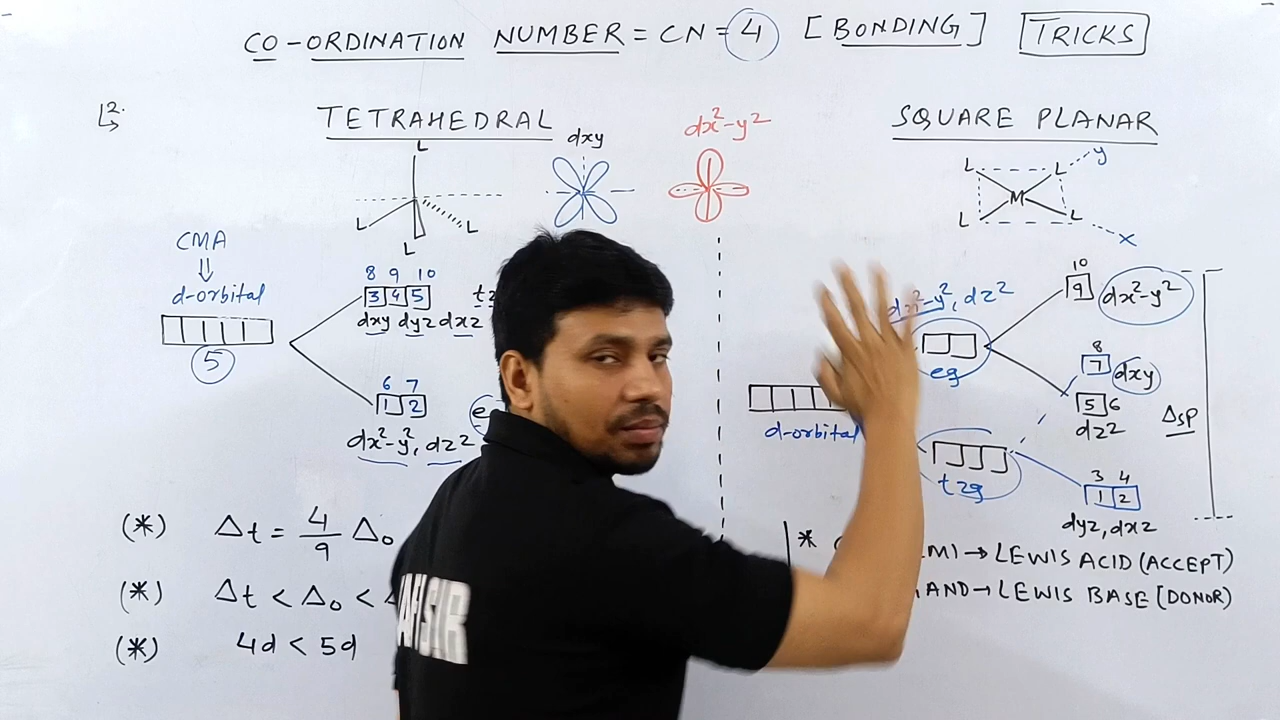 CO-ORDINATION NUMBER = CN = 4 [BONDING] TRICKS
L2.
TETRAHEDRAL
L
L
L
L
dxy
dx²-y²
CMA
d-orbital
5
8 9 10
3 4 5
dxy dyz dxz
6 7
1 2
e
dx²-y², dz²
(*) Δt = 4/9 Δo
(*) Δt < Δo <
(*) 4d < 5d
SQUARE PLANAR
L L y
M
L L x
d-orbital
dx²-y², dz²
eg
t2g
10
9 dx²-y²
8
7 dxy
5 6
dz²
3 4
1 2
dyz, dxz
Δsp
*
→ LEWIS ACID (ACCEPT)
AND → LEWIS BASE [DONOR)